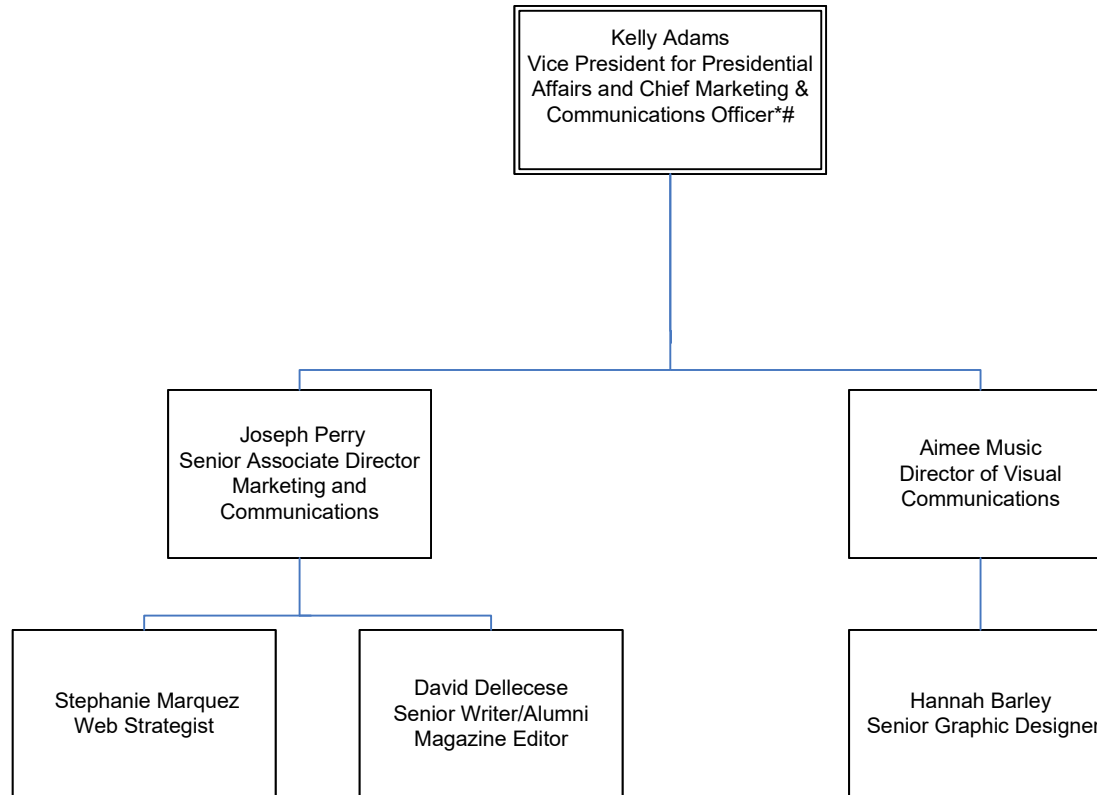 Kelly Adams
Vice President for Presidential
Affairs and Chief Marketing &
Communications Officer*#
Joseph Perry
Senior Associate Director
Marketing and
Communications
Aimee Music
Director of Visual
Communications
Stephanie Marquez
Web Strategist
David Dellecese
Senior Writer/Alumni
Magazine Editor
Hannah Barley
Senior Graphic Designer